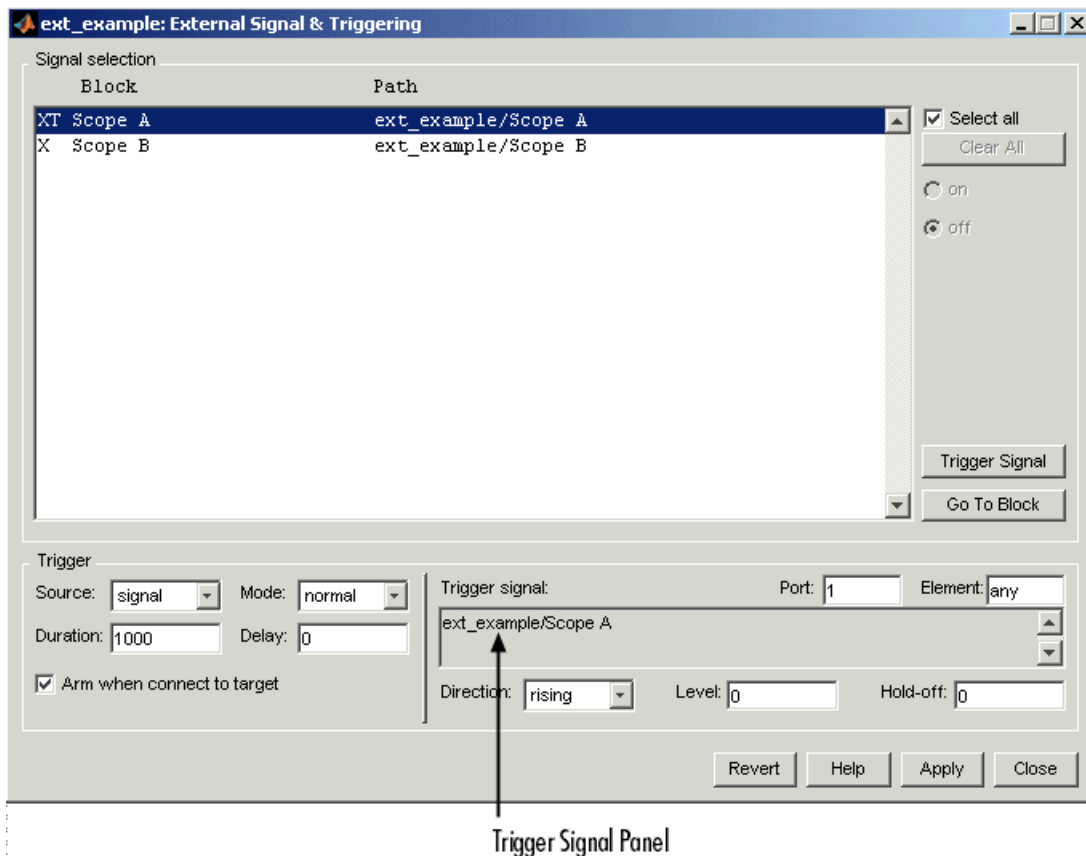 ext_example: External Signal & Triggering
Signal selection
Block Path
XT Scope A ext_example/Scope A
X Scope B ext_example/Scope B
Select all
Clear All
on
off
Trigger Signal
Go To Block
Trigger
Source: signal Mode: normal
Duration: 1000 Delay: 0
Arm when connect to target
Trigger signal: Port: 1 Element: any
ext_example/Scope A
Direction: rising Level: 0 Hold-off: 0
Revert Help Apply Close
Trigger Signal Panel